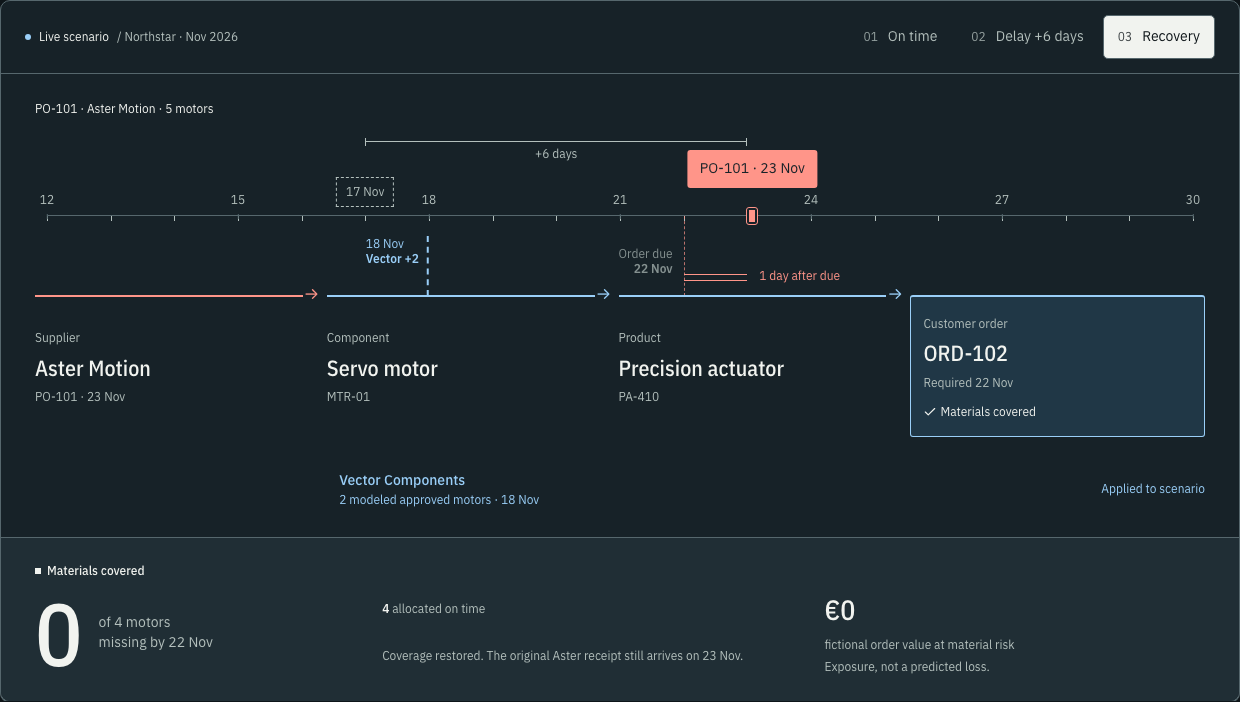 Live scenario / Northstar · Nov 2026
01 On time
02 Delay +6 days
03 Recovery
PO-101 · Aster Motion · 5 motors
+6 days
PO-101 · 23 Nov
17 Nov
12 15 18 21 24 27 30
18 Nov
Vector +2
Order due
22 Nov
1 day after due
Supplier
Aster Motion
PO-101 · 23 Nov
Component
Servo motor
MTR-01
Product
Precision actuator
PA-410
Customer order
ORD-102
Required 22 Nov
Materials covered
Vector Components
2 modeled approved motors · 18 Nov
Applied to scenario
Materials covered
0
of 4 motors
missing by 22 Nov
4 allocated on time
Coverage restored. The original Aster receipt still arrives on 23 Nov.
€0
fictional order value at material risk
Exposure, not a predicted loss.